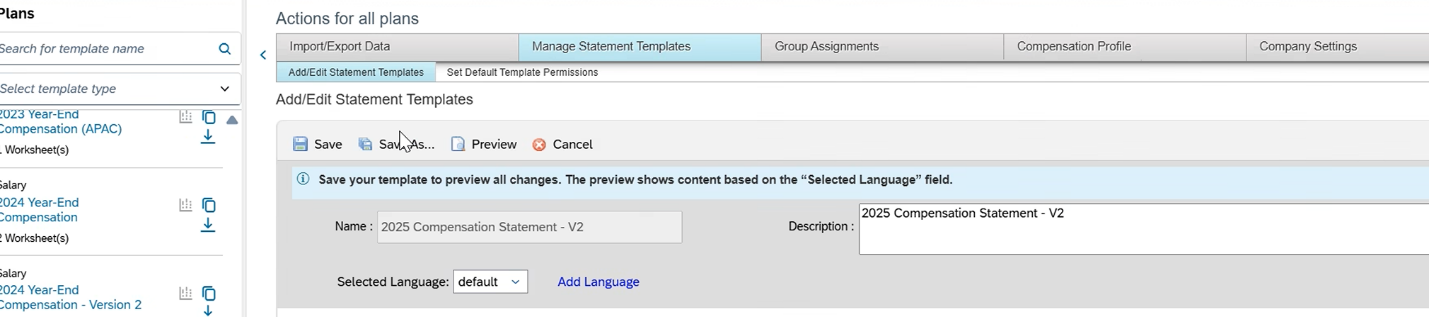 Plans
Search for template name
Select template type
2023 Year-End
Compensation (APAC)
Worksheet(s)
Salary
2024 Year-End
Compensation
2 Worksheet(s)
Salary
2024 Year-End
Compensation - Version 2
Actions for all plans
Import/Export Data
Manage Statement Templates
Group Assignments
Compensation Profile
Company Settings
Add/Edit Statement Templates
Set Default Template Permissions
Add/Edit Statement Templates
Save
Save As...
Preview
Cancel
Save your template to preview all changes. The preview shows content based on the “Selected Language” field.
Name :
2025 Compensation Statement - V2
Description :
2025 Compensation Statement - V2
Selected Language:
default
Add Language